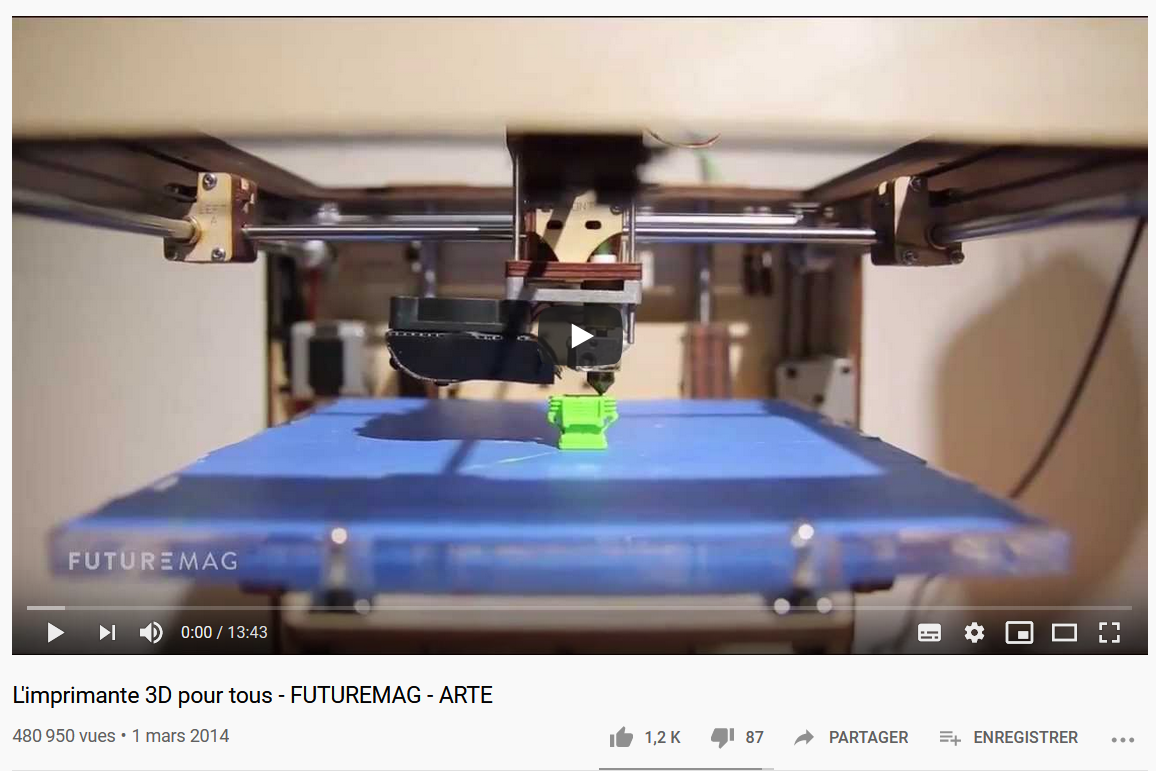 LEFT
A
FUTUREMAG
0:00 / 13:43
L'imprimante 3D pour tous - FUTUREMAG - ARTE
480 950 vues • 1 mars 2014
1,2 K 87 PARTAGER ENREGISTRER